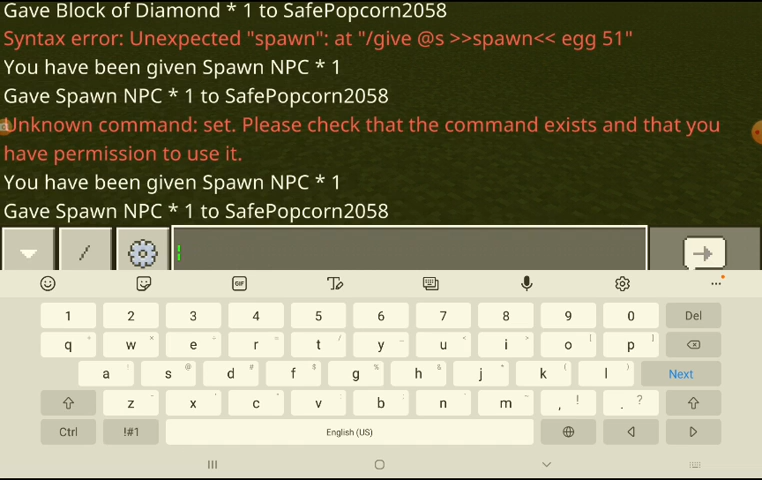 Gave Block of Diamond * 1 to SafePopcorn2058
Syntax error: Unexpected "spawn": at "/give @s >>spawn<< egg 51"
You have been given Spawn NPC * 1
Gave Spawn NPC * 1 to SafePopcorn2058
Unknown command: set. Please check that the command exists and that you
have permission to use it.
You have been given Spawn NPC * 1
Gave Spawn NPC * 1 to SafePopcorn2058
/
GIF T
1 2 3 4 5 6 7 8 9 0 Del
q w e r t y u i o p
a s d f g h j k l Next
z x c v b n m , ! . ?
Ctrl !#1 English (US)